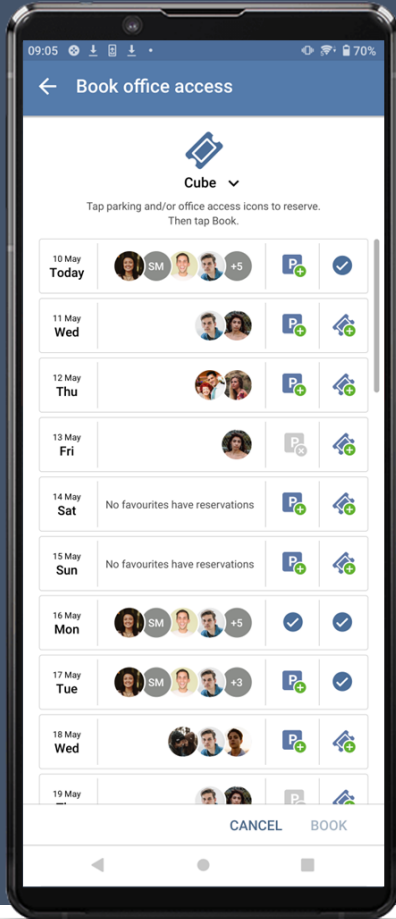 09:05
70%
Book office access
Cube
Tap parking and/or office access icons to reserve.
Then tap Book.
10 May
Today
SM
+5
P
11 May
Wed
P
12 May
Thu
P
13 May
Fri
P
14 May
Sat
No favourites have reservations
P
15 May
Sun
No favourites have reservations
P
16 May
Mon
SM
+5
17 May
Tue
SM
+3
P
18 May
Wed
P
19 May
P
CANCEL BOOK